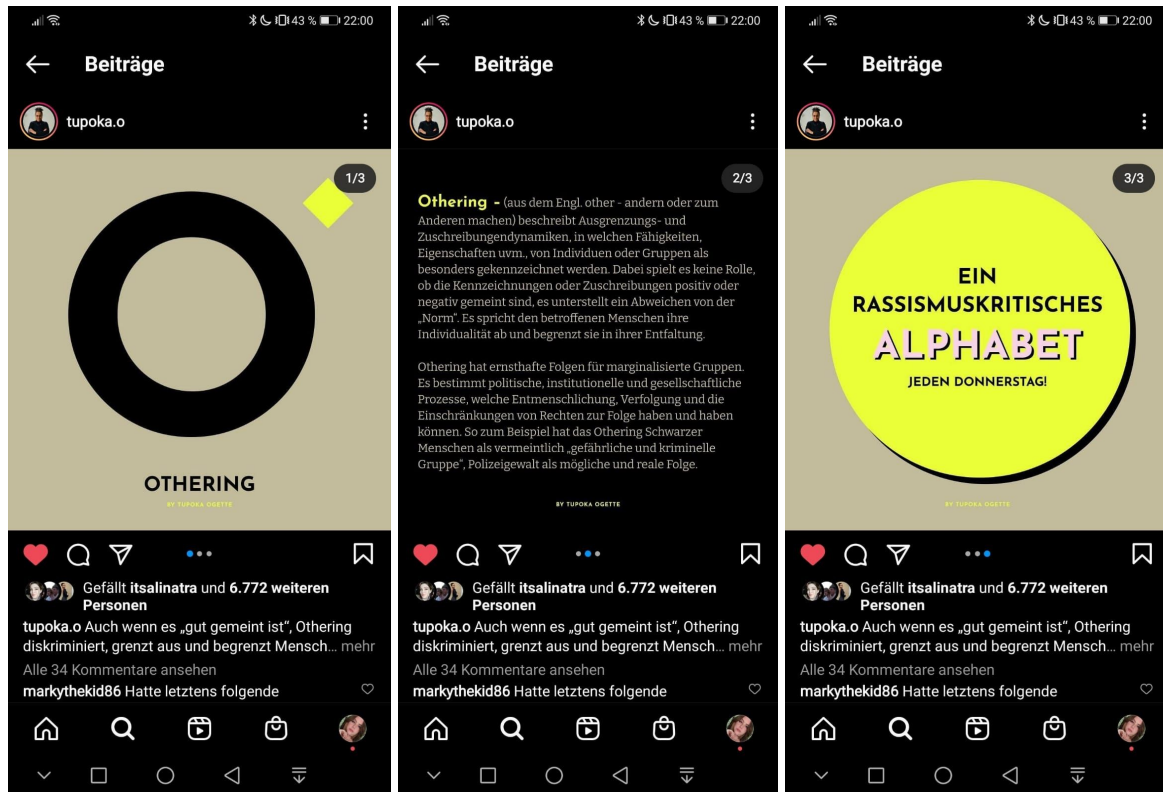 43 % 22:00
Beiträge
tupoka.o
1/3
OTHERING
BY TUPOKA OGETTE
Gefällt itsalinatra und 6.772 weiteren
Personen
tupoka.o Auch wenn es „gut gemeint ist“, Othering
diskriminiert, grenzt aus und begrenzt Mensch... mehr
Alle 34 Kommentare ansehen
markythekid86 Hatte letztens folgende
43 % 22:00
Beiträge
tupoka.o
2/3
Othering - (aus dem Engl. other - andern oder zum
Anderen machen) beschreibt Ausgrenzungs- und
Zuschreibungendynamiken, in welchen Fähigkeiten,
Eigenschaften uvm., von Individuen oder Gruppen als
besonders gekennzeichnet werden. Dabei spielt es keine Rolle,
ob die Kennzeichnungen oder Zuschreibungen positiv oder
negativ gemeint sind, es unterstellt ein Abweichen von der
„Norm“. Es spricht den betroffenen Menschen ihre
Individualität ab und begrenzt sie in ihrer Entfaltung.
Othering hat ernsthafte Folgen für marginalisierte Gruppen.
Es bestimmt politische, institutionelle und gesellschaftliche
Prozesse, welche Entmenschlichung, Verfolgung und die
Einschränkungen von Rechten zur Folge haben und haben
können. So zum Beispiel hat das Othering Schwarzer
Menschen als vermeintlich „gefährliche und kriminelle
Gruppe“, Polizeigewalt als mögliche und reale Folge.
BY TUPOKA OGETTE
Gefällt itsalinatra und 6.772 weiteren
Personen
tupoka.o Auch wenn es „gut gemeint ist“, Othering
diskriminiert, grenzt aus und begrenzt Mensch... mehr
Alle 34 Kommentare ansehen
markythekid86 Hatte letztens folgende
43 % 22:00
Beiträge
tupoka.o
3/3
EIN
RASSISMUSKRITISCHES
ALPHABET
JEDEN DONNERSTAG!
BY TUPOKA OGETTE
Gefällt itsalinatra und 6.772 weiteren
Personen
tupoka.o Auch wenn es „gut gemeint ist“, Othering
diskriminiert, grenzt aus und begrenzt Mensch... mehr
Alle 34 Kommentare ansehen
markythekid86 Hatte letztens folgende